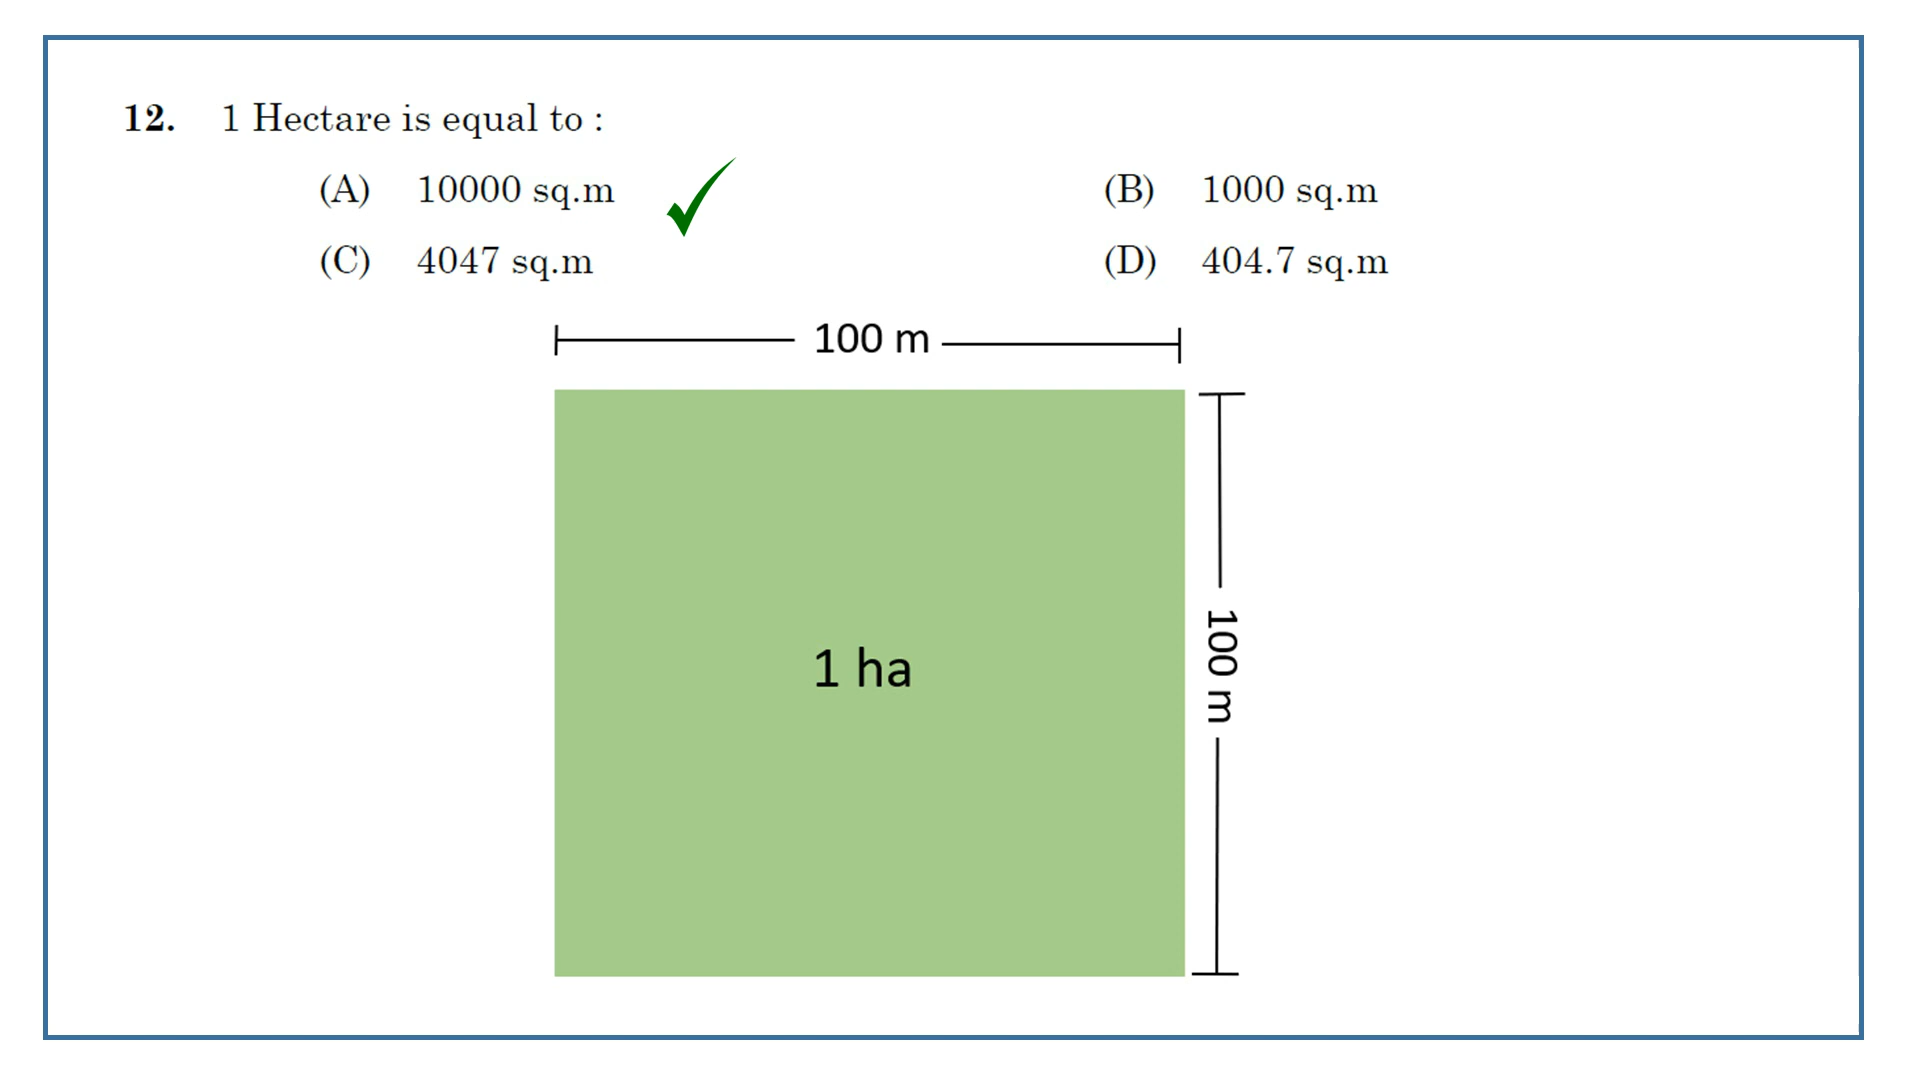 12. 1 Hectare is equal to :
(A) 10000 sq.m (B) 1000 sq.m
(C) 4047 sq.m (D) 404.7 sq.m
100 m
1 ha
100 m